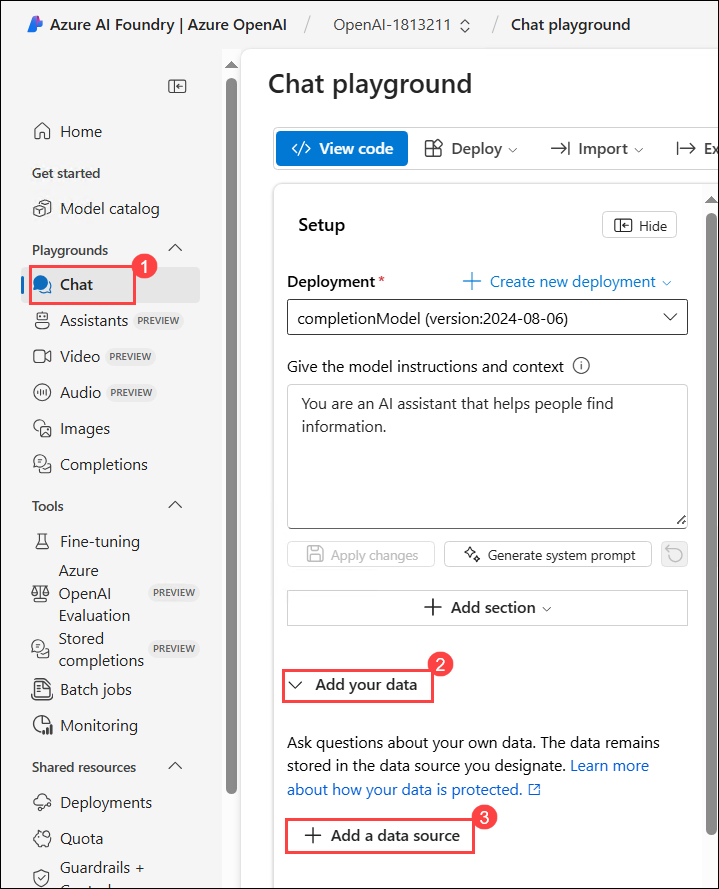 Azure AI Foundry | Azure OpenAI / OpenAI-1813211 / Chat playground
Home
Get started
Model catalog
Playgrounds
1
Chat
Assistants PREVIEW
Video PREVIEW
Audio PREVIEW
Images
Completions
Tools
Fine-tuning
Azure
OpenAI PREVIEW
Evaluation
Stored
completions PREVIEW
Batch jobs
Monitoring
Shared resources
Deployments
Quota
Guardrails +
Chat playground
</> View code Deploy Import Ex
Setup Hide
Deployment * + Create new deployment
completionModel (version:2024-08-06)
Give the model instructions and context
You are an AI assistant that helps people find
information.
Apply changes Generate system prompt
+ Add section
2
Add your data
Ask questions about your own data. The data remains
stored in the data source you designate. Learn more
about how your data is protected.
3
+ Add a data source